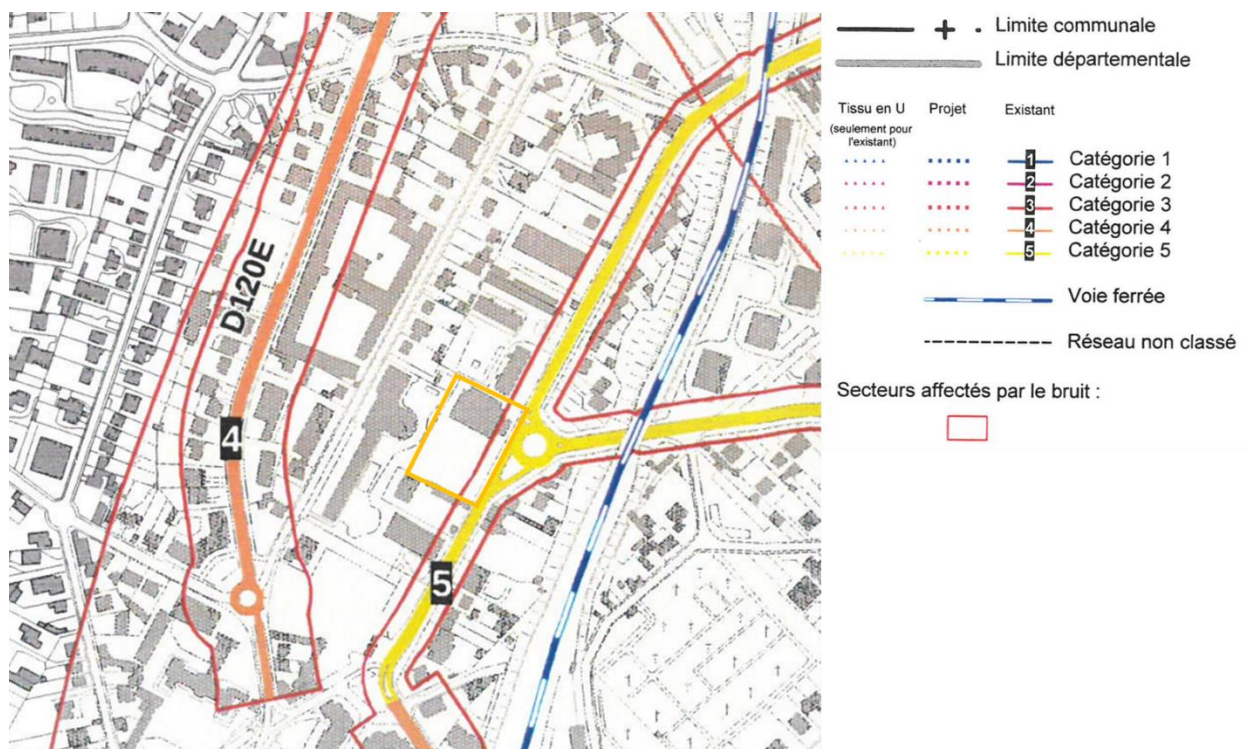 D120E
4
5
Limite communale
Limite départementale
Tissu en U
(seulement pour
l'existant)
Projet
Existant
1 Catégorie 1
2 Catégorie 2
3 Catégorie 3
4 Catégorie 4
5 Catégorie 5
Voie ferrée
Réseau non classé
Secteurs affectés par le bruit :